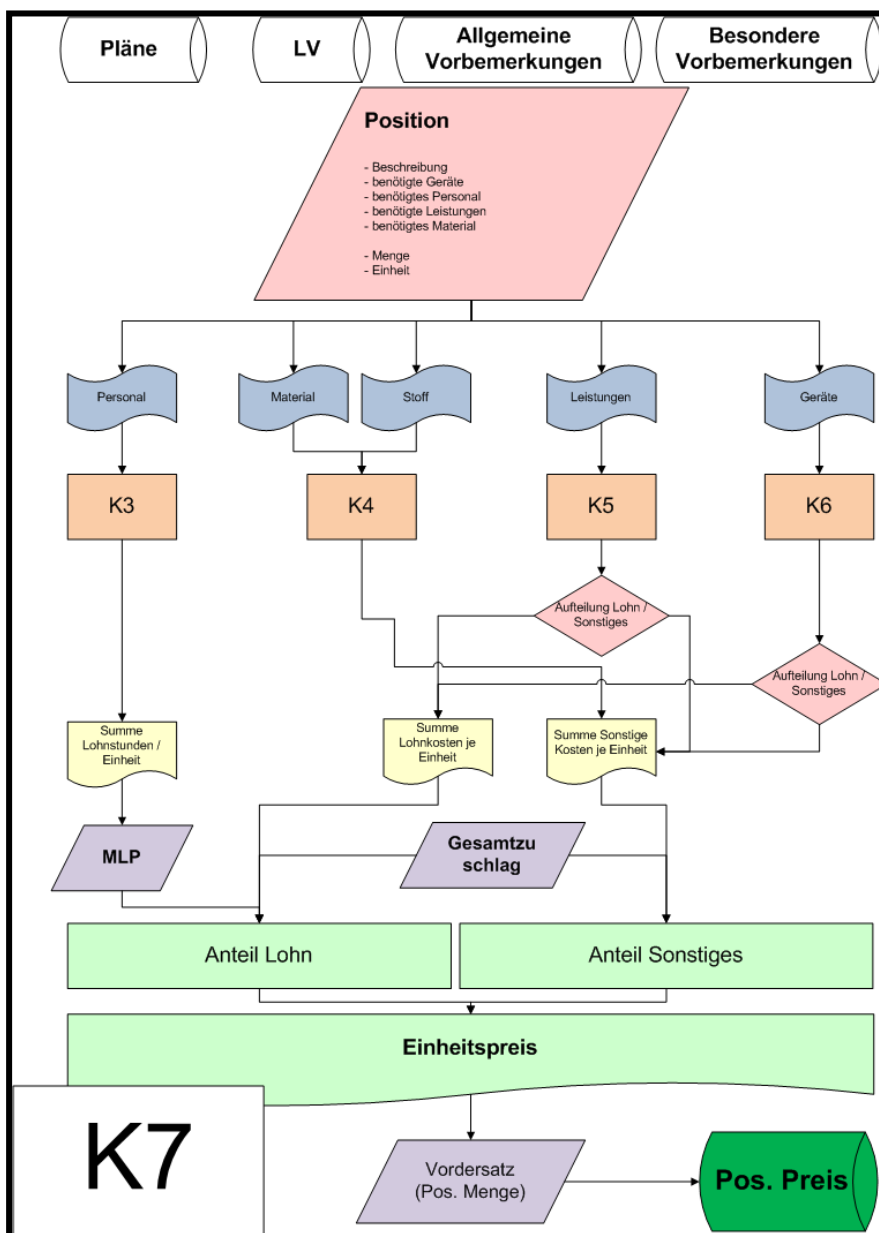 Pläne
LV
Allgemeine
Vorbemerkungen
Besondere
Vorbemerkungen
Position
- Beschreibung
- benötigte Geräte
- benötigtes Personal
- benötigte Leistungen
- benötigtes Material
- Menge
- Einheit
Personal
Material
Stoff
Leistungen
Geräte
K3
K4
K5
K6
Aufteilung Lohn /
Sonstiges
Aufteilung Lohn /
Sonstiges
Summe
Lohnstunden /
Einheit
Summe
Lohnkosten je
Einheit
Summe Sonstige
Kosten je Einheit
MLP
Gesamtzu
schlag
Anteil Lohn
Anteil Sonstiges
Einheitspreis
K7
Vordersatz
(Pos. Menge)
Pos. Preis